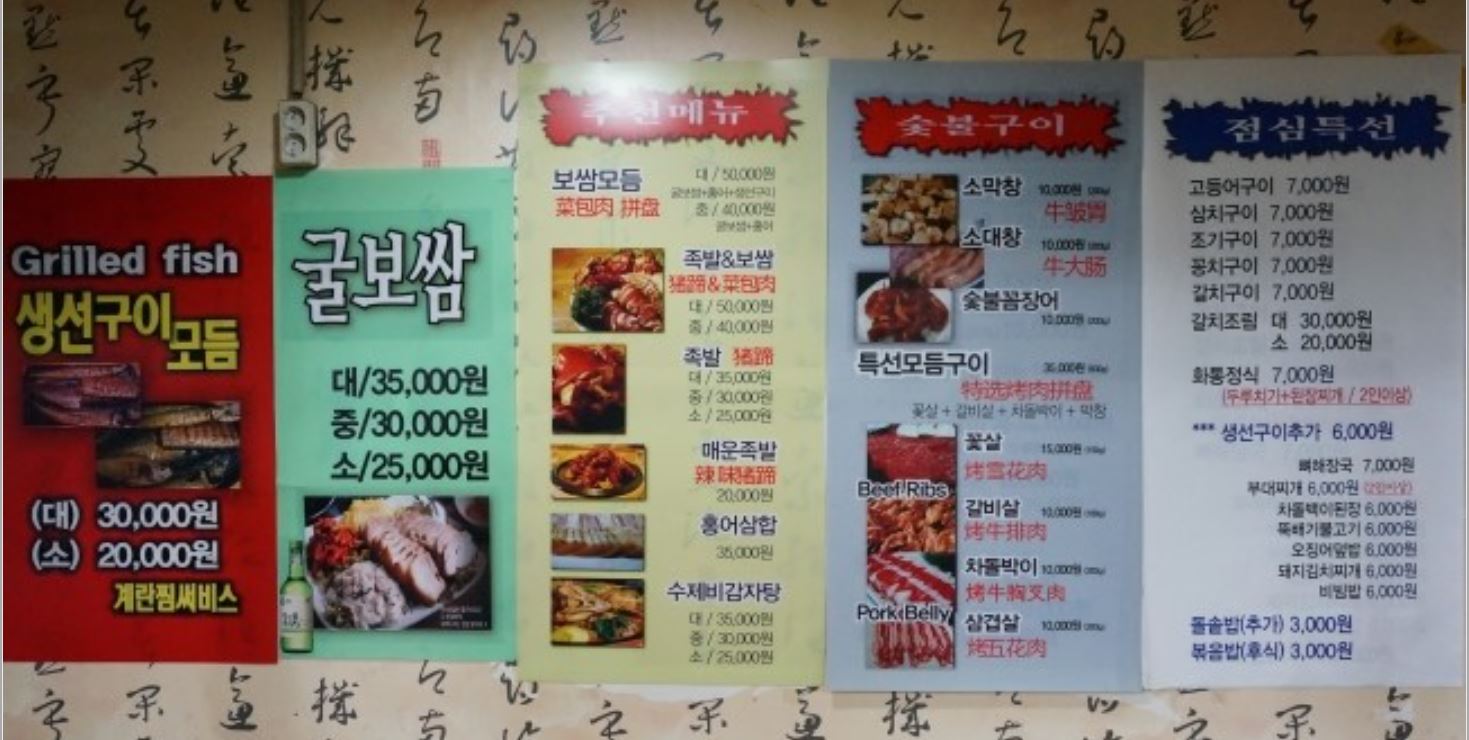 Grilled fish
생선구이모듬
(대) 30,000원
(소) 20,000원
계란찜써비스
굴보쌈
대/35,000원
중/30,000원
소/25,000원
추천메뉴
보쌈모듬 대 / 50,000원
굴보쌈+홍어+생선구이
菜包肉 拼盘 중 / 40,000원
굴보쌈+홍어
족발&보쌈
猪蹄&菜包肉
대 / 50,000원
중 / 40,000원
족발 猪蹄
대 / 35,000원
중 / 30,000원
소 / 25,000원
매운족발
辣味猪蹄
20,000원
홍어삼합
35,000원
수제비감자탕
대 / 35,000원
중 / 30,000원
소 / 25,000원
숯불구이
소막창 10,000원
牛皱胃
소대창 10,000원
牛大肠
숯불꼼장어
10,000원
특선모듬구이 35,000원
特选烤肉拼盘
꽃살 + 갈비살 + 차돌박이 + 막창
꽃살 15,000원
烤雪花肉
Beef Ribs
갈비살 10,000원
烤牛排肉
차돌박이 10,000원
烤牛胸叉肉
Pork Belly
삼겹살 10,000원
烤五花肉
점심특선
고등어구이 7,000원
삼치구이 7,000원
조기구이 7,000원
꽁치구이 7,000원
갈치구이 7,000원
갈치조림 대 30,000원
소 20,000원
화통정식 7,000원
(두루치기+된장찌개 / 2인이상)
*** 생선구이추가 6,000원
뼈해장국 7,000원
부대찌개 6,000원 (2인이상)
차돌백이된장 6,000원
뚝배기불고기 6,000원
오징어덮밥 6,000원
돼지김치찌개 6,000원
비빔밥 6,000원
돌솥밥(추가) 3,000원
볶음밥(후식) 3,000원